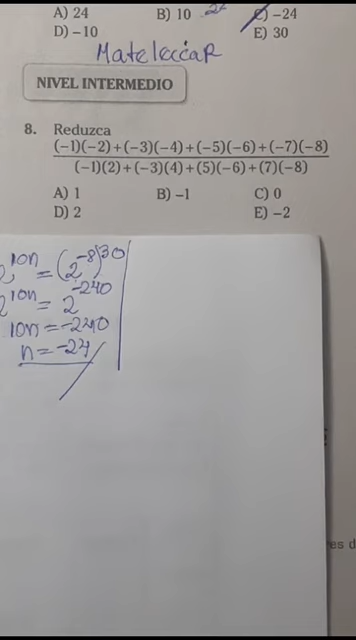 A) 24 B) 10 C) -24
D) -10 E) 30
MateleccaR
NIVEL INTERMEDIO
8. Reduzca
(-1)(-2)+(-3)(-4)+(-5)(-6)+(-7)(-8)
(-1)(2)+(-3)(4)+(5)(-6)+(7)(-8)
A) 1 B) -1 C) 0
D) 2 E) -2
10n = (2^-8)^30
2^10n = 2^-240
10n = -240
n = -24
es d